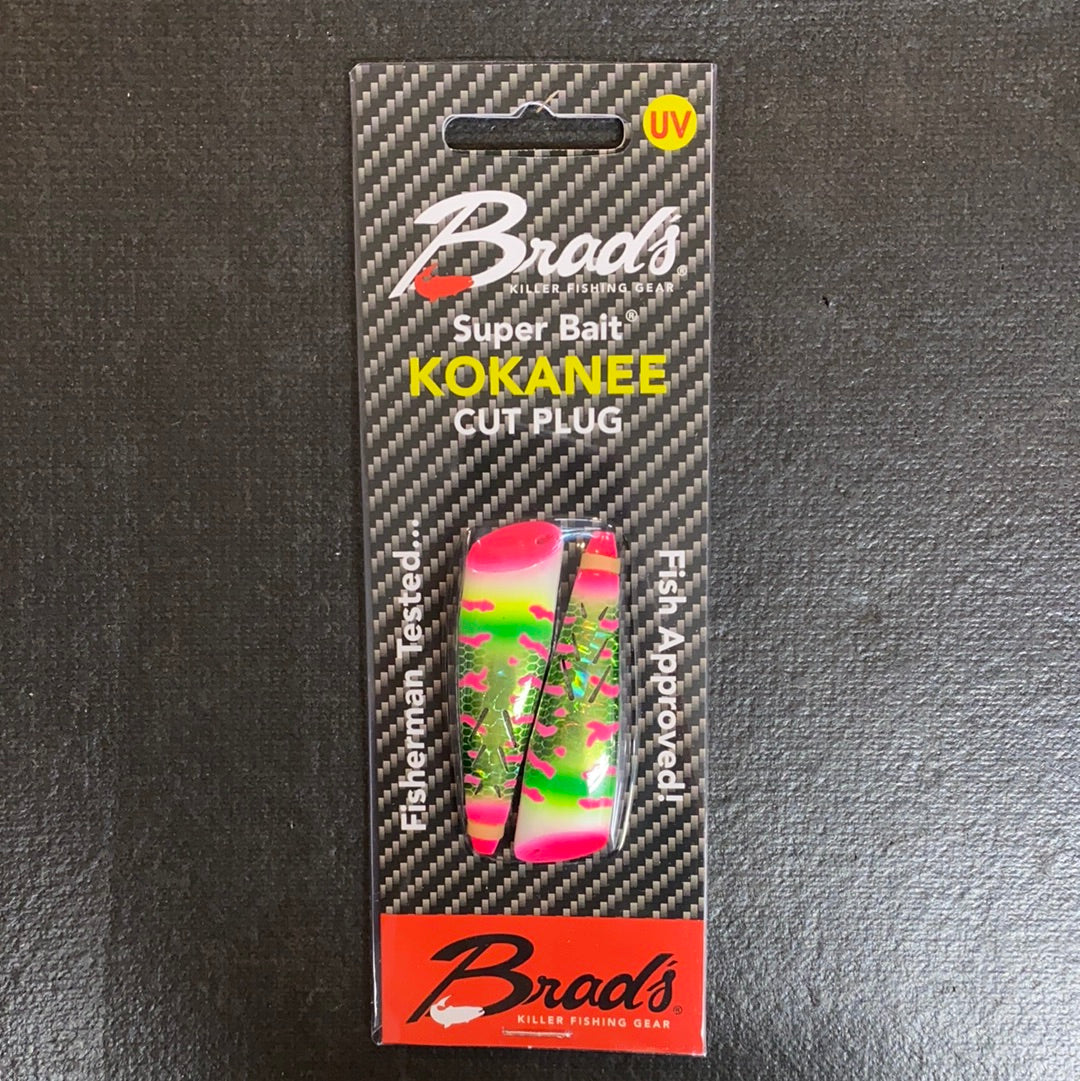 UV
Brad's®
KILLER FISHING GEAR
Super Bait®
KOKANEE
CUT PLUG
Fisherman Tested...
Fish Approved!
Brad's®
KILLER FISHING GEAR